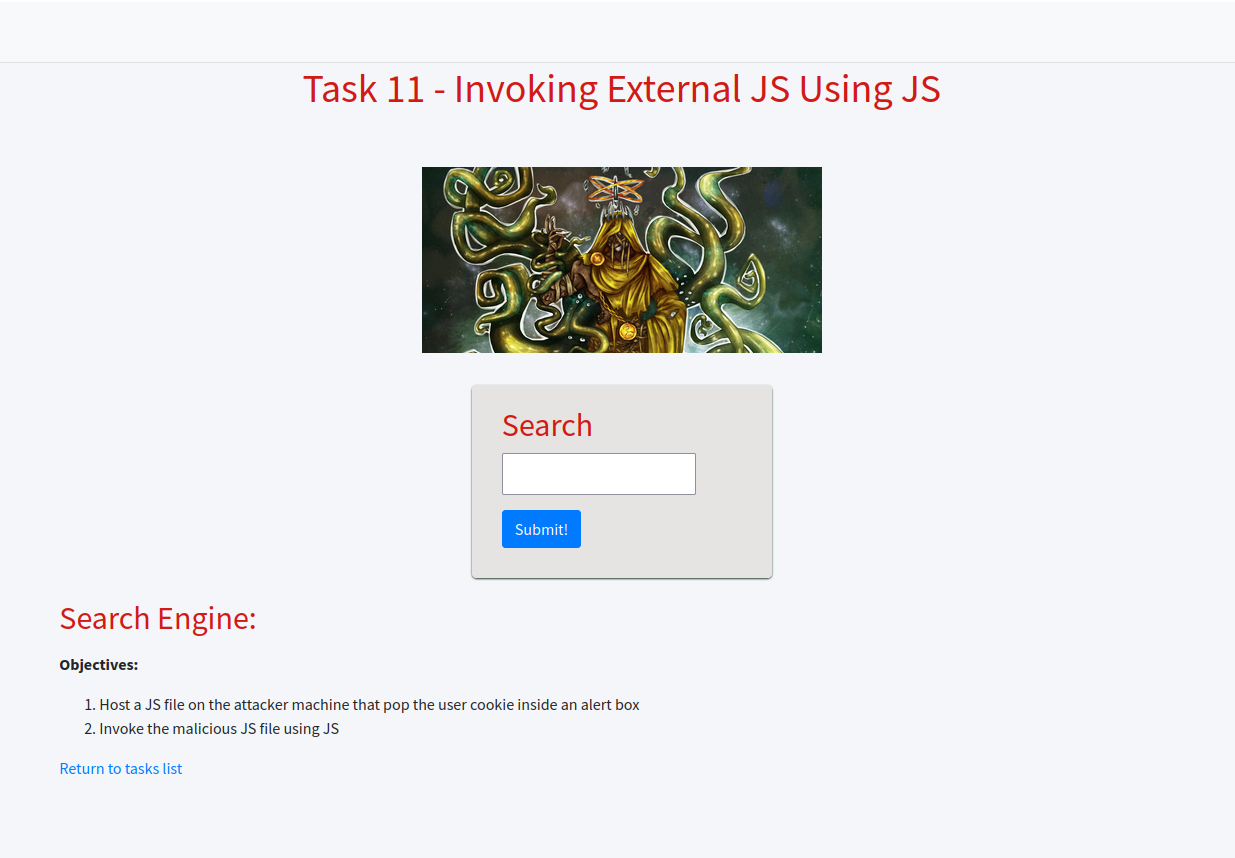 Task 11 - Invoking External JS Using JS
Search
Submit!
Search Engine:
Objectives:
1. Host a JS file on the attacker machine that pop the user cookie inside an alert box
2. Invoke the malicious JS file using JS
Return to tasks list